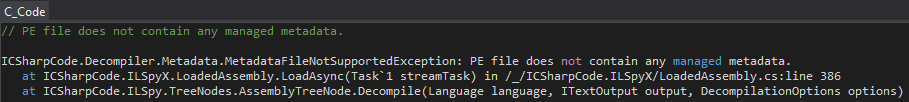 C_Code
// PE file does not contain any managed metadata.
ICSharpCode.Decompiler.Metadata.MetadataFileNotSupportedException: PE file does not contain any managed metadata.
at ICSharpCode.ILSpyX.LoadedAssembly.LoadAsync(Task`1 streamTask) in /_/ICSharpCode.ILSpyX/LoadedAssembly.cs:line 386
at ICSharpCode.ILSpy.TreeNodes.AssemblyTreeNode.Decompile(Language language, ITextOutput output, DecompilationOptions options)